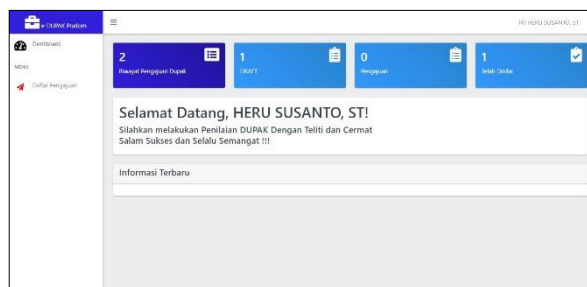 e-DUPAK Prakom
HI! HERU SUSANTO, ST
Dashboard
MENU
Daftar Pengajuan
2
Riwayat Pengajuan Dupak
1
DRAFT
0
Pengajuan
1
Telah Dinilai
Selamat Datang, HERU SUSANTO, ST!
Silahkan melakukan Penilaian DUPAK Dengan Teliti dan Cermat
Salam Sukses dan Selalu Semangat !!!
Informasi Terbaru